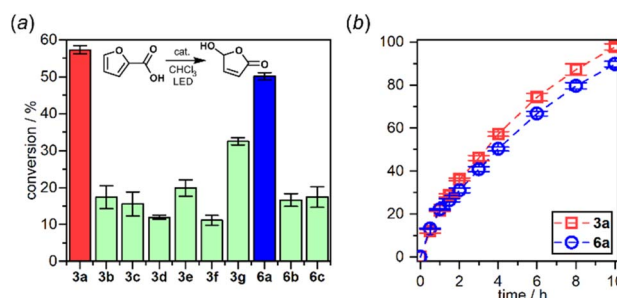 (a)
60
50
40
30
20
10
0
conversion / %
O
O
OH
cat.
CHCl3
LED
HO
O
O
3a 3b 3c 3d 3e 3f 3g 6a 6b 6c
(b)
100
80
60
40
20
0
0 2 4 6 8 10
time / h
3a
6a